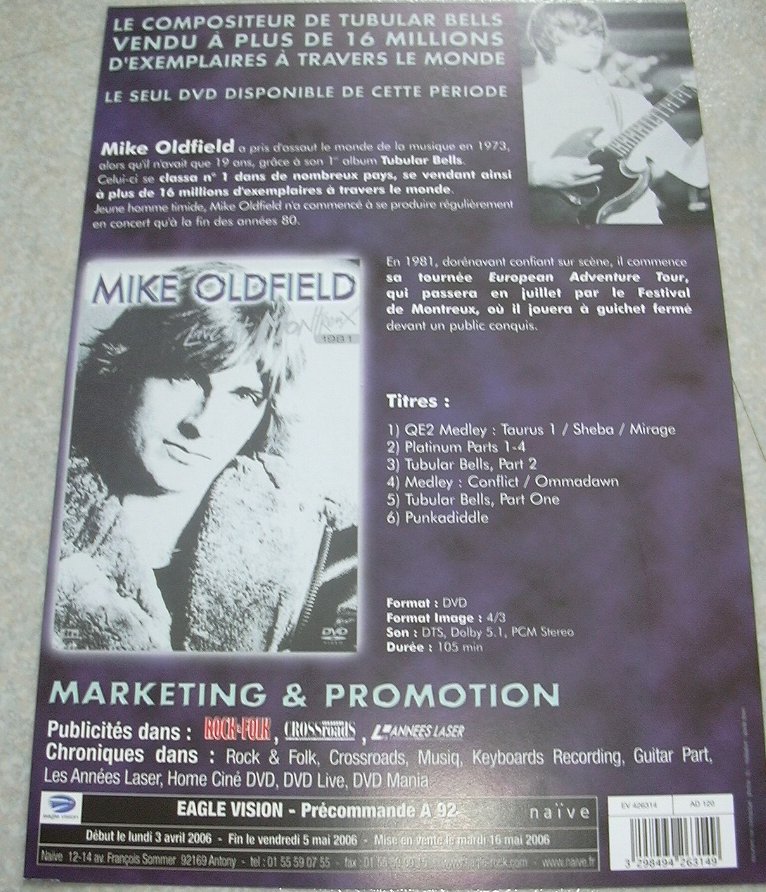 LE COMPOSITEUR DE TUBULAR BELLS
VENDU À PLUS DE 16 MILLIONS
D'EXEMPLAIRES À TRAVERS LE MONDE
LE SEUL DVD DISPONIBLE DE CETTE PÉRIODE
Mike Oldfield a pris d'assaut le monde de la musique en 1973,
alors qu'il n'avait que 19 ans, grâce à son 1er album Tubular Bells.
Celui-ci se classa n° 1 dans de nombreux pays, se vendant ainsi
à plus de 16 millions d'exemplaires à travers le monde.
Jeune homme timide, Mike Oldfield n'a commencé à se produire régulièrement
en concert qu'à la fin des années 80.
MIKE OLDFIELD
Live at Montreux
1981
DVD
En 1981, dorénavant confiant sur scène, il commence
sa tournée European Adventure Tour,
qui passera en juillet par le Festival
de Montreux, où il jouera à guichet fermé
devant un public conquis.
Titres :
1) QE2 Medley : Taurus 1 / Sheba / Mirage
2) Platinum Parts 1-4
3) Tubular Bells, Part 2
4) Medley : Conflict / Ommadawn
5) Tubular Bells, Part One
6) Punkadiddle
Format : DVD
Format Image : 4/3
Son : DTS, Dolby 5.1, PCM Stereo
Durée : 105 min
MARKETING & PROMOTION
Publicités dans : ROCK&FOLK, CROSSROADS, LES ANNEES LASER
Chroniques dans : Rock & Folk, Crossroads, Musiq, Keyboards Recording, Guitar Part,
Les Années Laser, Home Ciné DVD, DVD Live, DVD Mania
eagle vision
EAGLE VISION - Précommande A 92-
naïve
Début le lundi 3 avril 2006 - Fin le vendredi 5 mai 2006 - Mise en vente le mardi 16 mai 2006
Naïve 12-14 av. François Sommer 92169 Antony - tel : 01 55 59 07 55 - fax : 01 55 59 - www.eagle-rock.com - www.naive.fr
EV 426314
AD 120
3 298494 263149